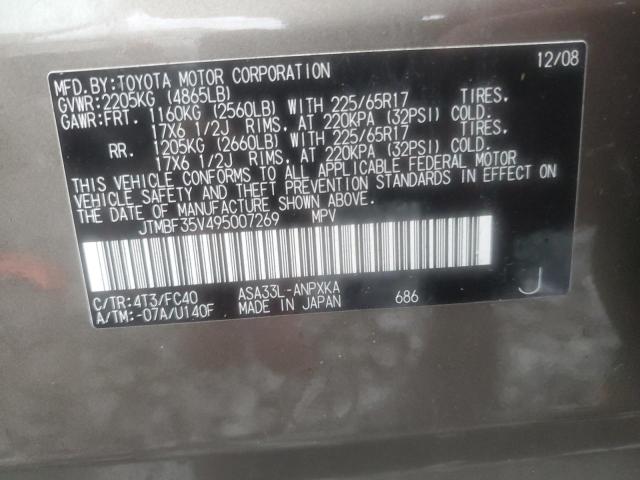 MFD.BY:TOYOTA MOTOR CORPORATION 12/08
GVWR:2205KG (4865LB)
GAWR:FRT. 1160KG (2560LB) 225/65R17 TIRES,
17X6 1/2J RIMS, AT 220KPA (32PSI) COLD.
RR. 1205KG (2660LB) 225/65R17 TIRES,
17X6 1/2J RIMS, AT 220KPA (32PSI) COLD.
THIS VEHICLE CONFORMS TO ALL APPLICABLE FEDERAL MOTOR
VEHICLE SAFETY AND THEFT PREVENTION STANDARDS IN EFFECT ON
THE DATE OF MANUFACTURE SHOWN ABOVE.
JTMBF35V495007269 MPV
C/TR:4T3/FC40 ASA33L-ANPXKA
A/TM:-07A/U140F MADE IN JAPAN 686 J